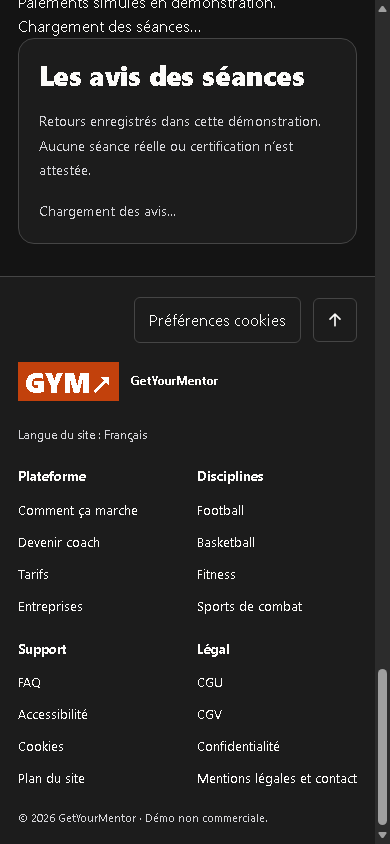 Paiements simulés en démonstration.
Chargement des séances...
Les avis des séances
Retours enregistrés dans cette démonstration.
Aucune séance réelle ou certification n’est
attestée.
Chargement des avis...
Préférences cookies
↑
GYM↗ GetYourMentor
Langue du site : Français
Plateforme
Comment ça marche
Devenir coach
Tarifs
Entreprises
Disciplines
Football
Basketball
Fitness
Sports de combat
Support
FAQ
Accessibilité
Cookies
Plan du site
Légal
CGU
CGV
Confidentialité
Mentions légales et contact
© 2026 GetYourMentor · Démo non commerciale.